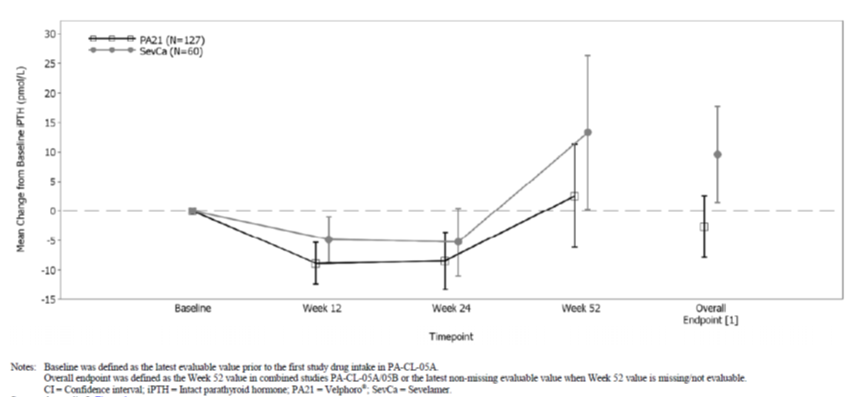 PA21 (N=127)
SevCa (N=60)
Mean Change from Baseline iPTH (pmol/L)
30
25
20
15
10
5
0
-5
-10
-15
Baseline
Week 12
Week 24
Week 52
Overall
Endpoint [1]
Timepoint
Notes: Baseline was defined as the latest evaluable value prior to the first study drug intake in PA-CL-05A.
Overall endpoint was defined as the Week 52 value in combined studies PA-CL-05A/05B or the latest non-missing evaluable value when Week 52 value is missing/not evaluable.
CI = Confidence interval; iPTH = Intact parathyroid hormone; PA21 = Velphoro®; SevCa = Sevelamer.